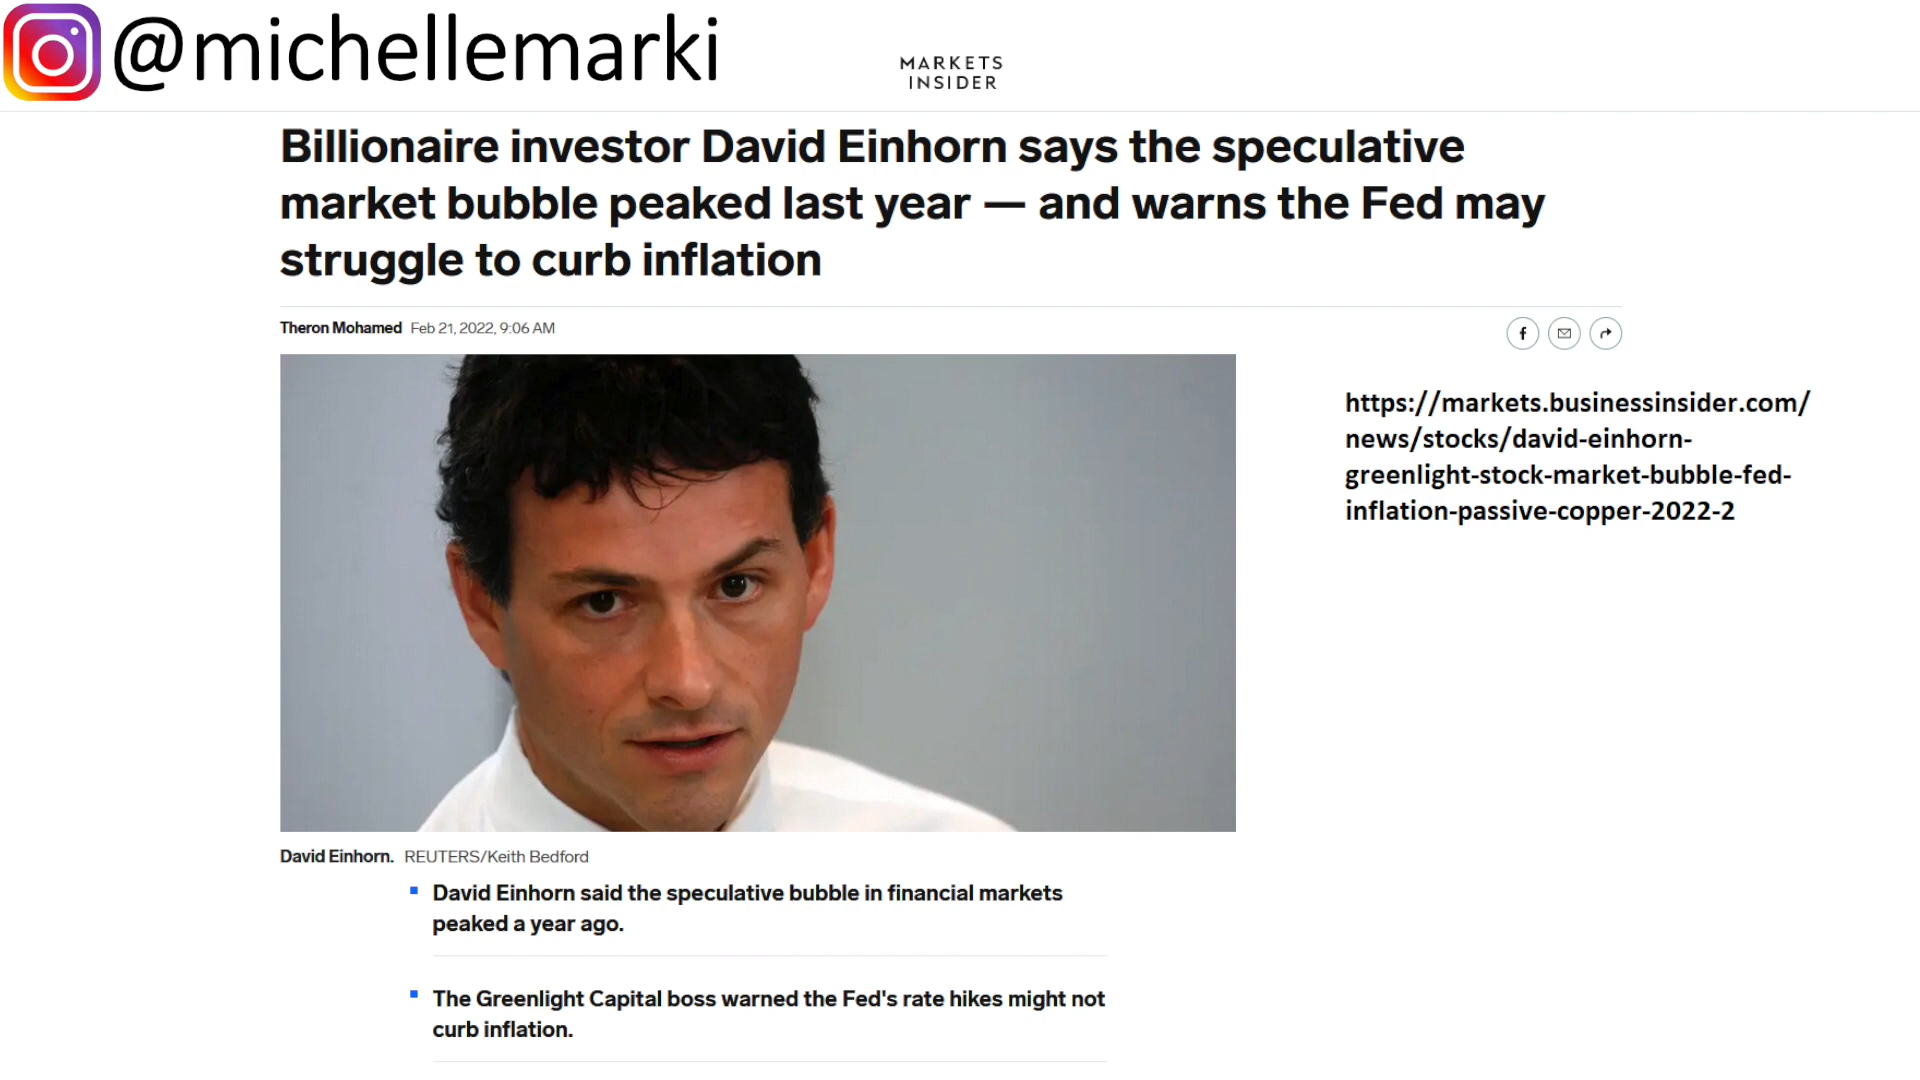 @michellemarki
MARKETS
INSIDER
Billionaire investor David Einhorn says the speculative
market bubble peaked last year — and warns the Fed may
struggle to curb inflation
Theron Mohamed Feb 21, 2022, 9:06 AM
https://markets.businessinsider.com/
news/stocks/david-einhorn-
greenlight-stock-market-bubble-fed-
inflation-passive-copper-2022-2
David Einhorn. REUTERS/Keith Bedford
David Einhorn said the speculative bubble in financial markets
peaked a year ago.
The Greenlight Capital boss warned the Fed's rate hikes might not
curb inflation.